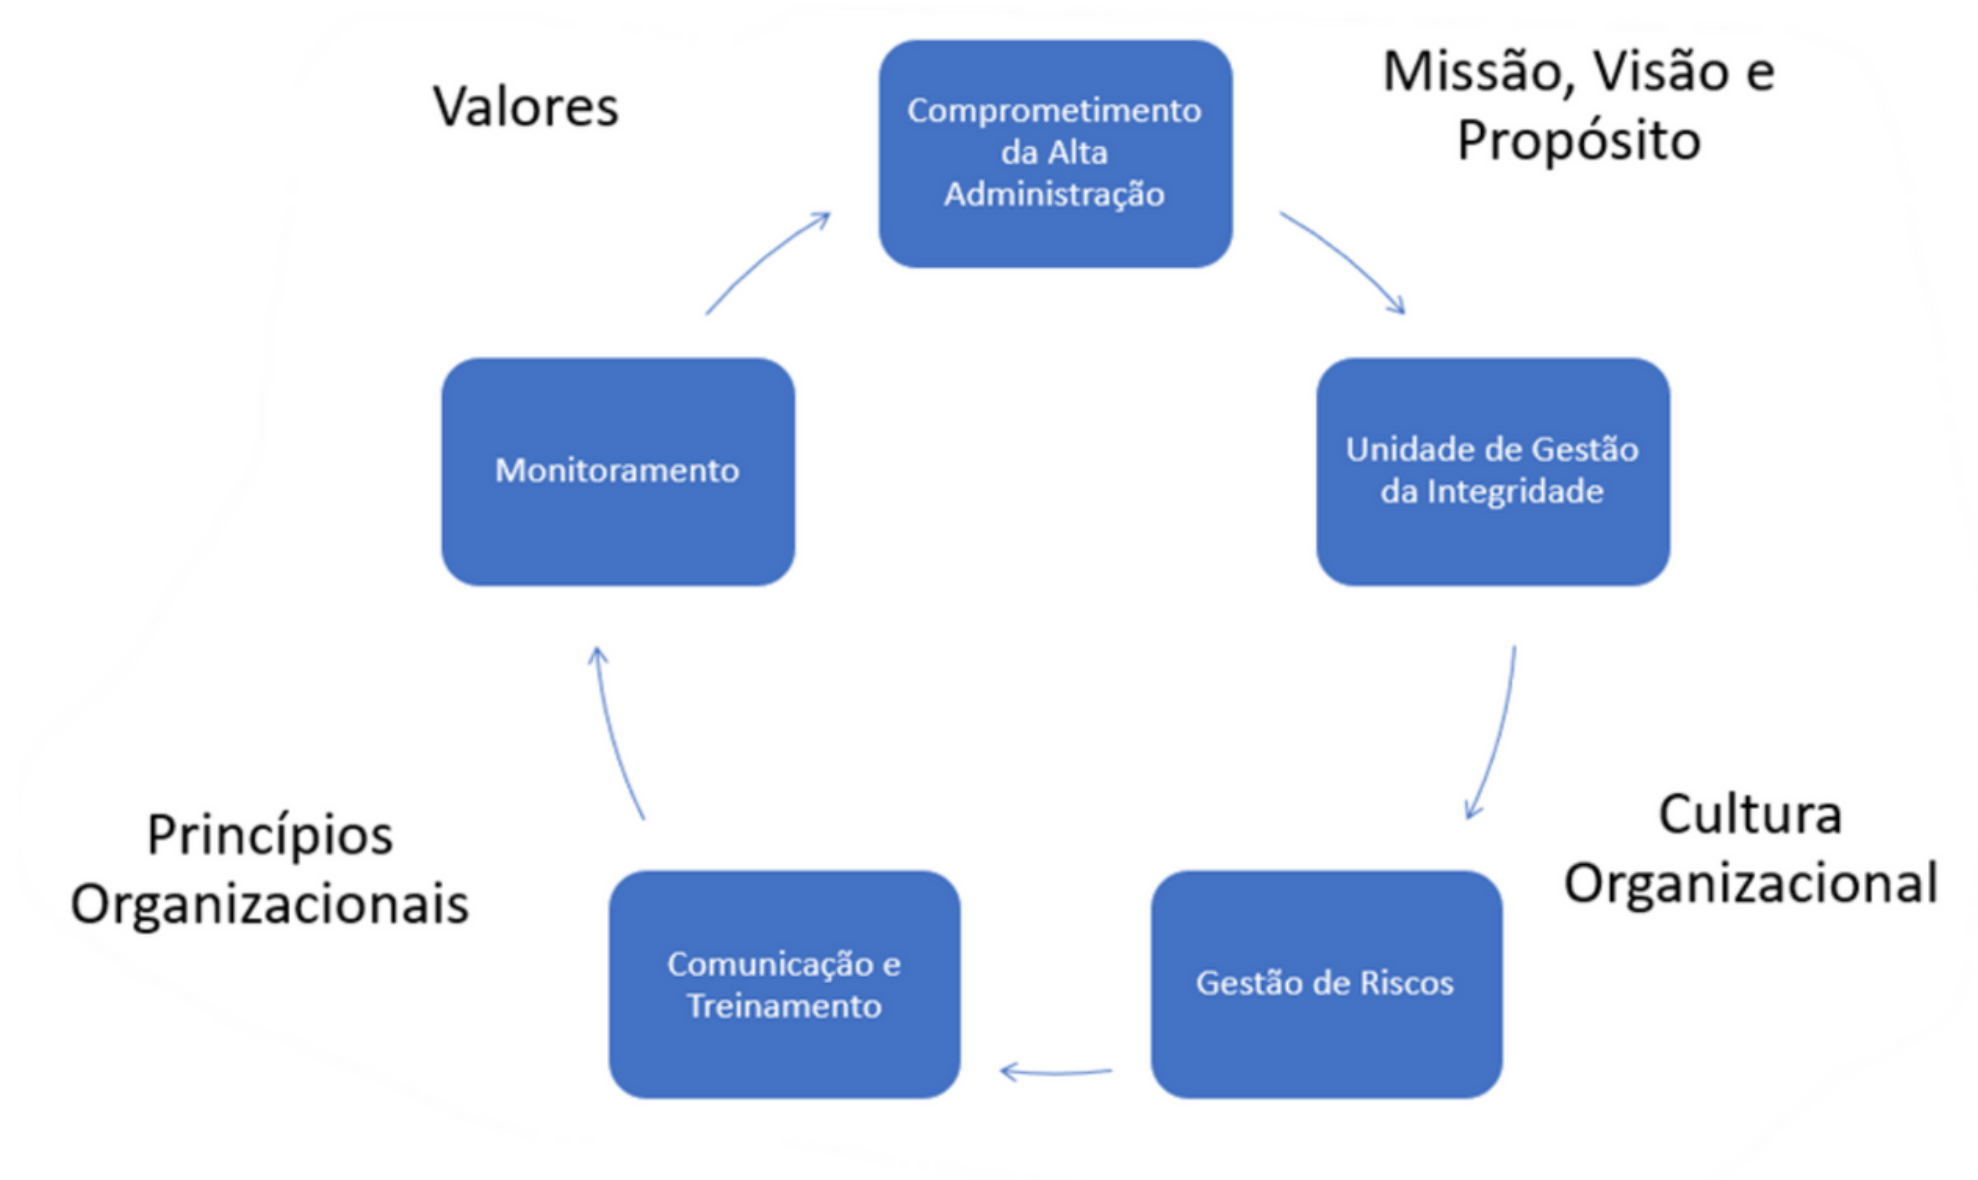 Valores
Comprometimento
da Alta
Administração
Missão, Visão e
Propósito
Monitoramento
Unidade de Gestão
da Integridade
Princípios
Organizacionais
Comunicação e
Treinamento
Gestão de Riscos
Cultura
Organizacional